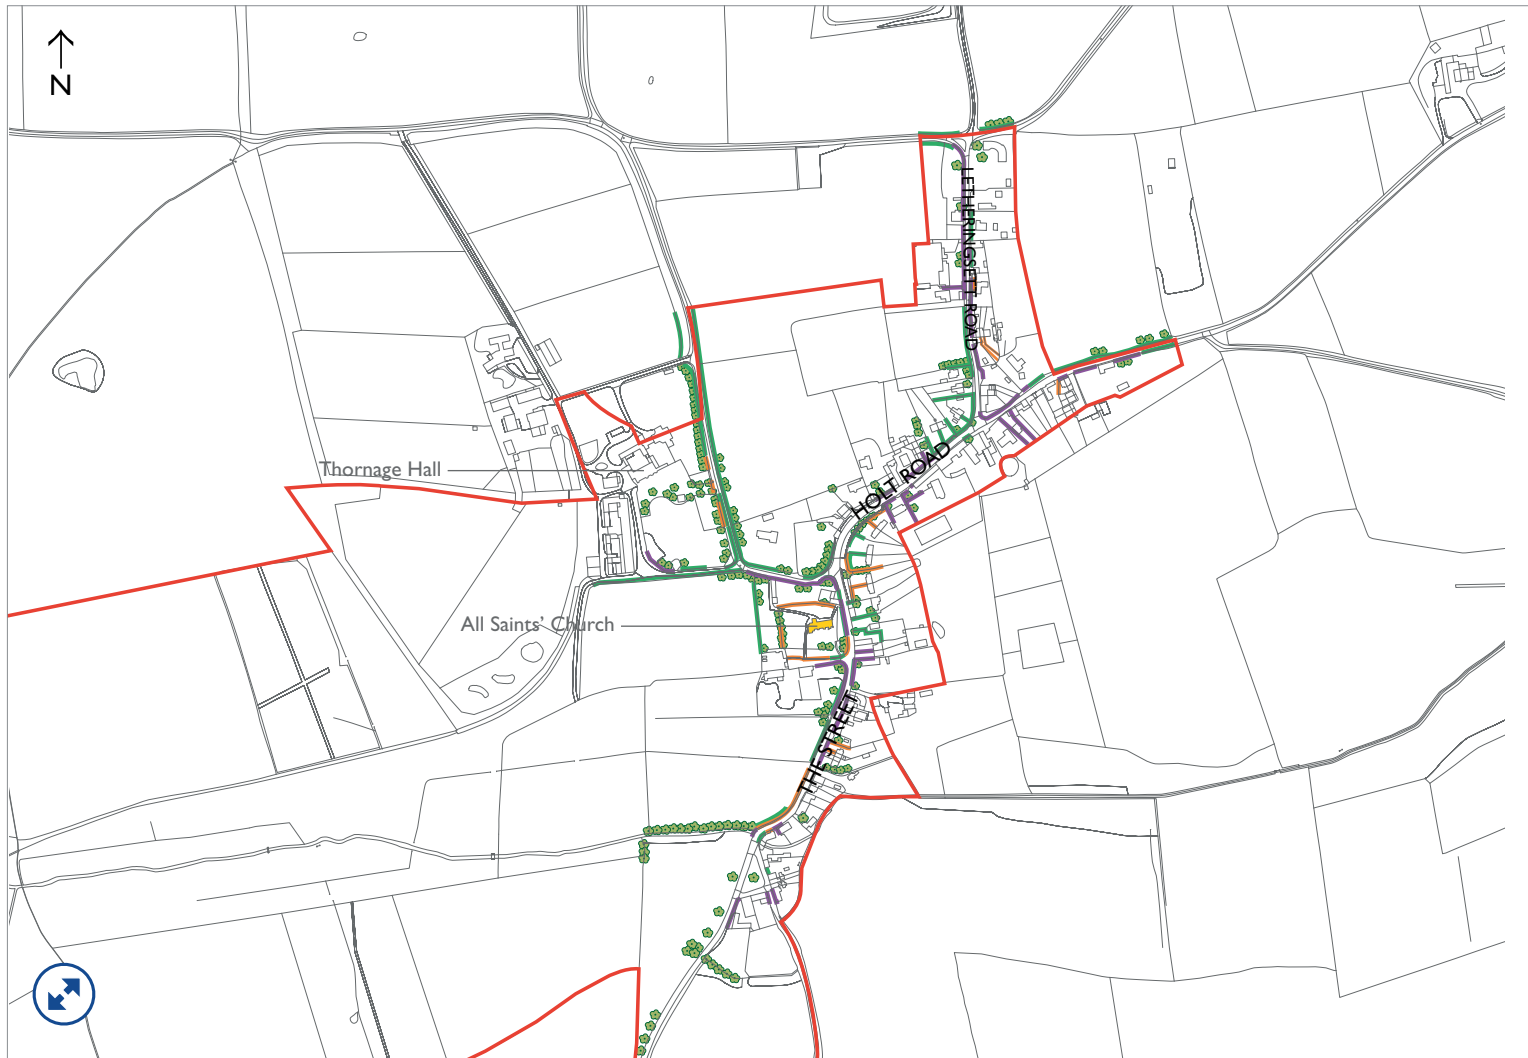 N
LETHERINGSETT ROAD
HOLT ROAD
Thornage Hall
All Saints’ Church
THE STREET